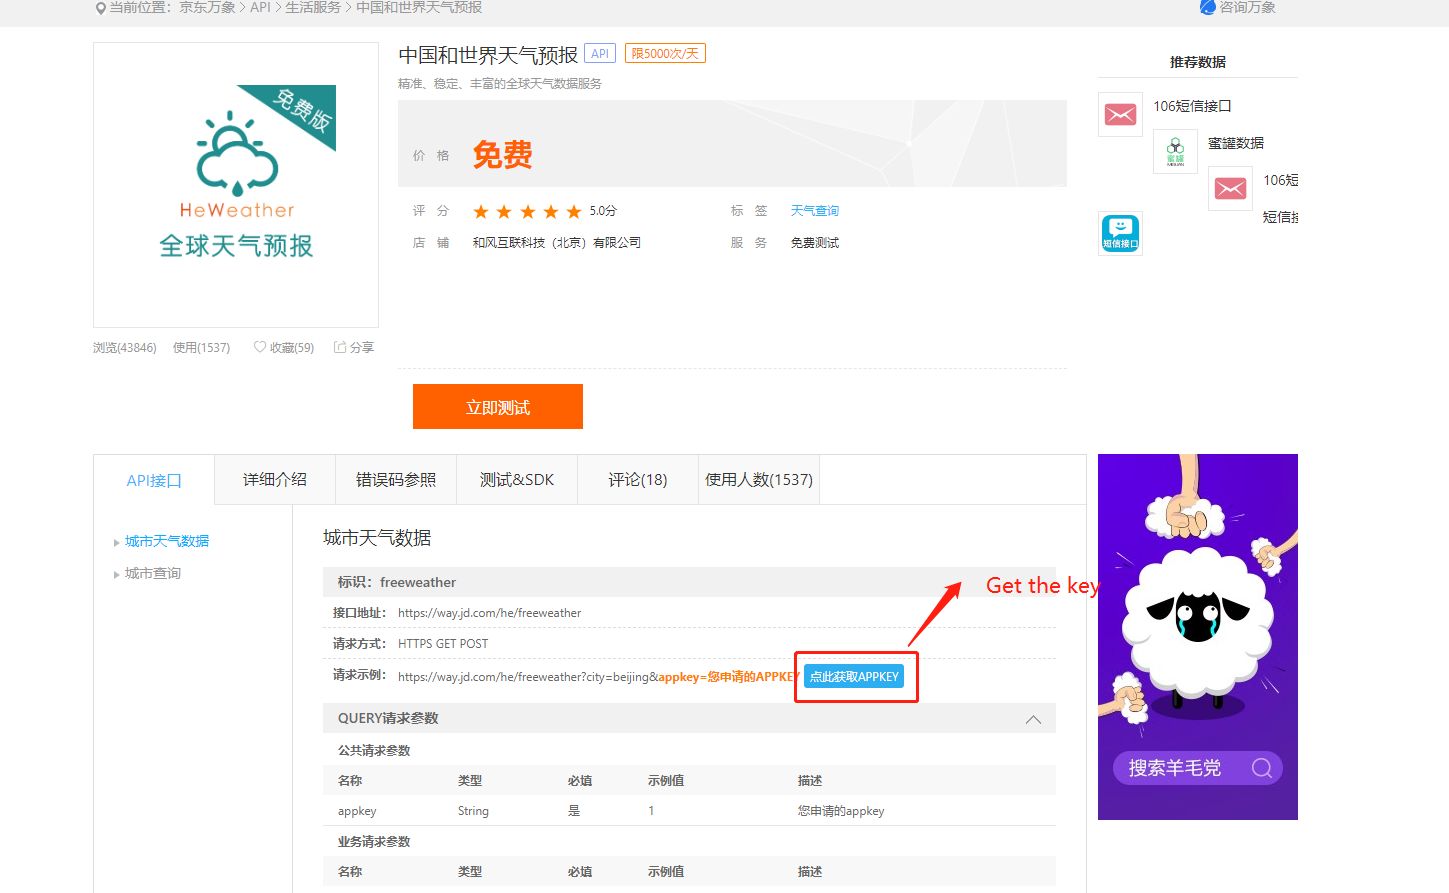 当前位置： 京东万象 > API > 生活服务 > 中国和世界天气预报
咨询万象
免费版
HeWeather
全球天气预报
浏览(43846) 使用(1537) 收藏(59) 分享
中国和世界天气预报 API 限5000次/天
精准、稳定、丰富的全球天气数据服务
价 格 免费
评 分 5.0分 标 签 天气查询
店 铺 和风互联科技（北京）有限公司 服 务 免费测试
立即测试
推荐数据
106短信接口
蜜罐
蜜罐数据
106短
短信接口
短信接
API接口 详细介绍 错误码参照 测试&SDK 评论(18) 使用人数(1537)
城市天气数据
城市查询
城市天气数据
标识：freeweather
接口地址： https://way.jd.com/he/freeweather
请求方式： HTTPS GET POST
请求示例： https://way.jd.com/he/freeweather?city=beijing&appkey=您申请的APPKEY 点此获取APPKEY
Get the key
QUERY请求参数
公共请求参数
名称 类型 必填 示例值 描述
appkey String 是 1 您申请的appkey
业务请求参数
名称 类型 必填 示例值 描述
搜索羊毛党